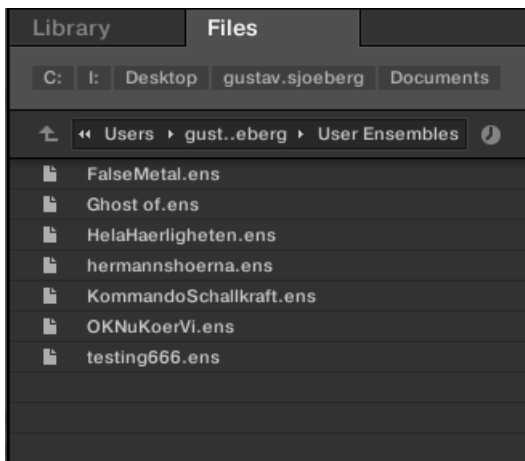 Library Files
C: I: Desktop gustav.sjoeberg Documents
Users gust..eberg User Ensembles
FalseMetal.ens
Ghost of.ens
HelaHaerligheten.ens
hermannshoerna.ens
KommandoSchallkraft.ens
OKNuKoerVi.ens
testing666.ens